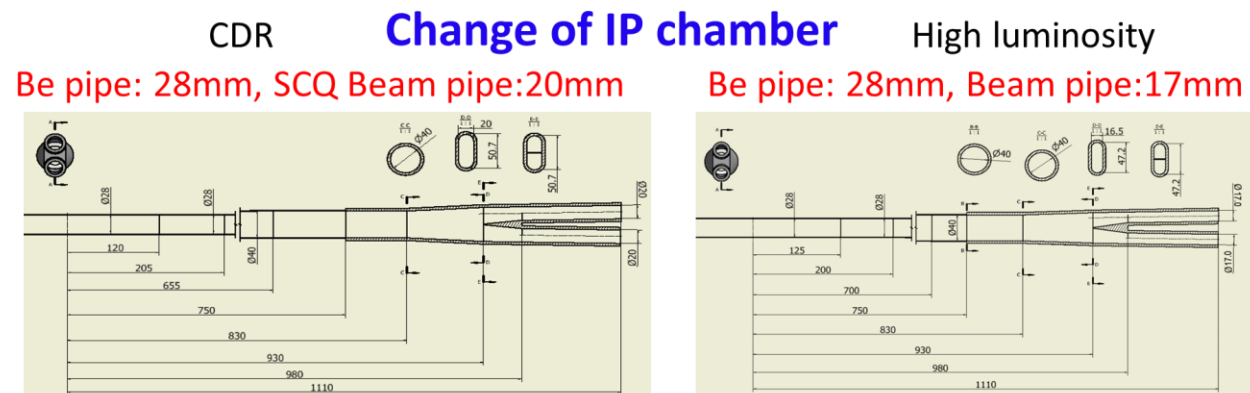 CDR
Change of IP chamber
High luminosity
Be pipe: 28mm, SCQ Beam pipe:20mm
Be pipe: 28mm, Beam pipe:17mm
A
A
C-C
Ø40
D-D
20
50.7
E-E
50.7
Ø28
Ø28
Ø40
C
C
E
D
D
E
Ø20
Ø20
120
205
655
750
830
930
980
1110
A
A
B-B
Ø40
C-C
Ø40
D-D
16.5
47.2
E-E
47.2
Ø28
Ø28
Ø40
B
B
C
C
E
D
D
E
Ø17.0
Ø17.0
125
200
700
750
830
930
980
1110